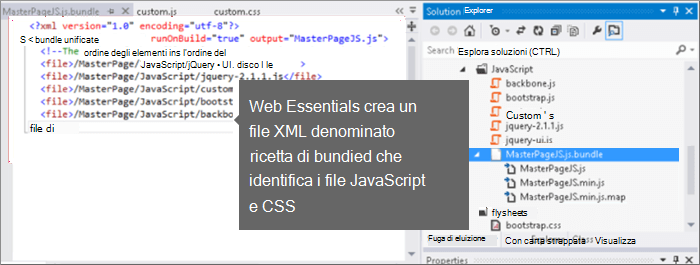 MasterPageJS.js.bundle custom.js custom.css
<?xml version="1.0" encoding="utf-8"?>
S < bundle unificate runOnBuild="true" output="MasterPageJS.js">
<!--The ordine degli elementi ins l'ordine del
<file>/MasterPage/JavaScript/jQuery • UI. disco l le >
<file>/MasterPage/JavaScript/jquery-2.1.1.js</file>
<file>/MasterPage/JavaScript/custom
<file>/MasterPage/JavaScript/bootst
<file>/MasterPage/JavaScript/backbo
file di
Web Essentials crea un
file XML denominato
ricetta di bundied che
identifica i file JavaScript
e CSS
Solution Explorer
Search Esplora soluzioni (CTRL)
JavaScript
backbone.js
bootstrap.js
Custom ' s
jquery-2.1.1.js
jquery-ui.js
MasterPageJS.js.bundle
MasterPageJS.js
MasterPageJS.min.js
MasterPageJS.min.js.map
flysheets
bootstrap.css
Fuga di eluizione Con carta strappata Visualizza
Properties